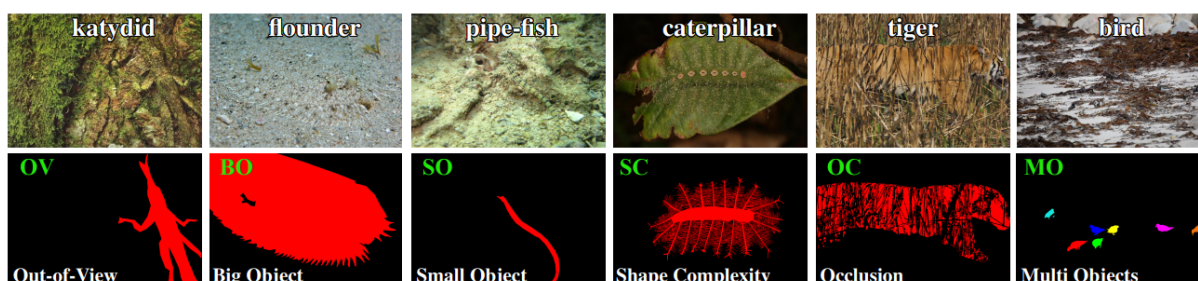 katydid
flounder
pipe-fish
caterpillar
tiger
bird
OV
BO
SO
SC
OC
MO
Out-of-View
Big Object
Small Object
Shape Complexity
Occlusion
Multi Objects